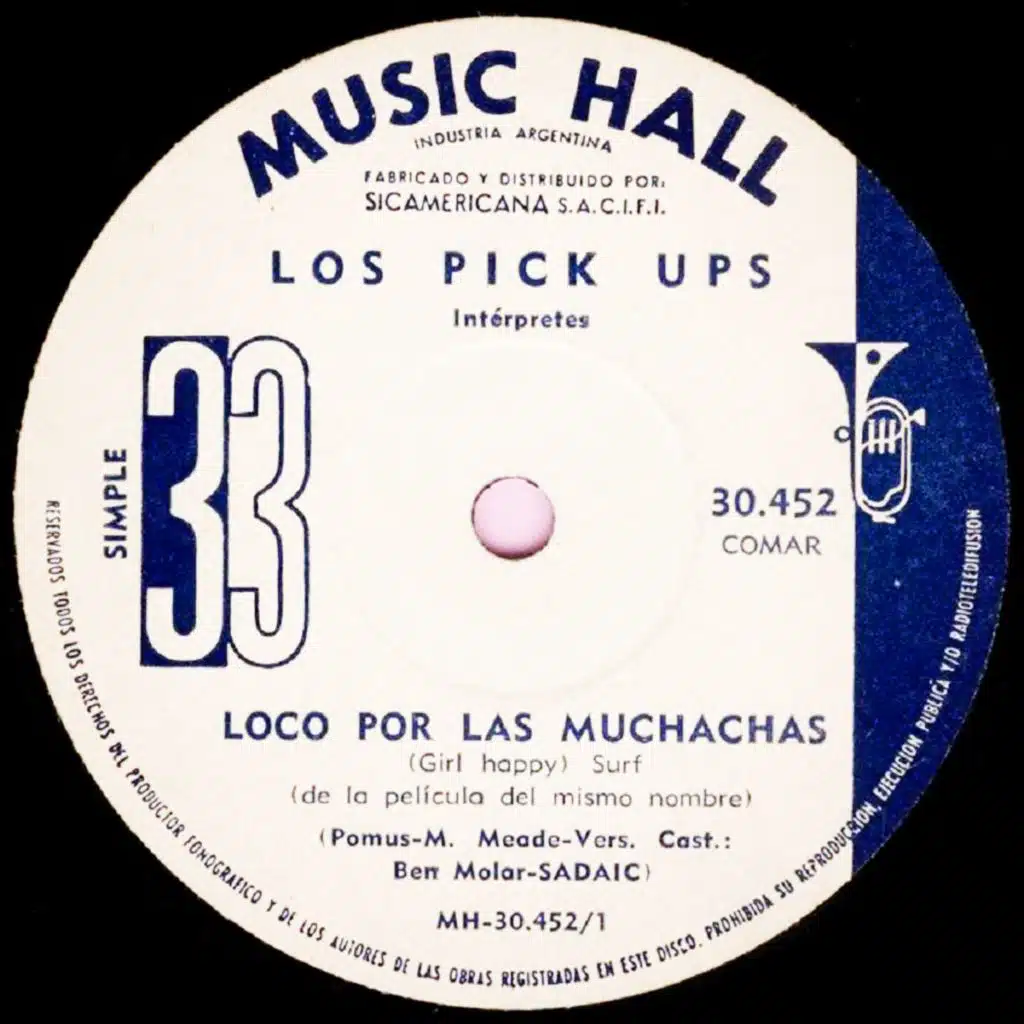 MUSIC HALL
INDUSTRIA ARGENTINA
FABRICADO Y DISTRIBUIDO POR:
SICAMERICANA S.A.C.I.F.I.
LOS PICK UPS
Intérpretes
33
SIMPLE
30.452
COMAR
LOCO POR LAS MUCHACHAS
(Girl happy) Surf
(de la película del mismo nombre)
(Pomus-M. Meade-Vers. Cast.:
Ben Molar-SADAIC)
MH-30.452/1
RESERVADOS TODOS LOS DERECHOS DEL PRODUCTOR FONOGRAFICO Y DE LOS AUTORES DE LAS OBRAS REGISTRADAS EN ESTE DISCO. PROHIBIDA SU REPRODUCCION, EJECUCION PUBLICA Y/O RADIOTELEDIFUSION